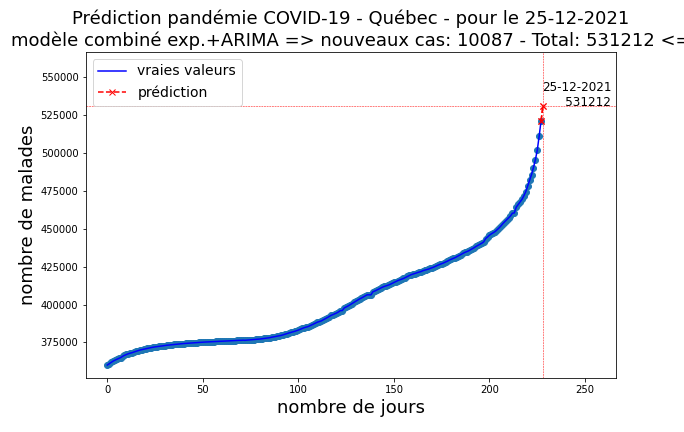 Prédiction pandémie COVID-19 - Québec - pour le 25-12-2021
modèle combiné exp.+ARIMA => nouveaux cas: 10087 - Total: 531212 <=
vraies valeurs
prédiction
25-12-2021
531212
550000
525000
500000
475000
450000
425000
400000
375000
nombre de malades
0
50
100
150
200
250
nombre de jours